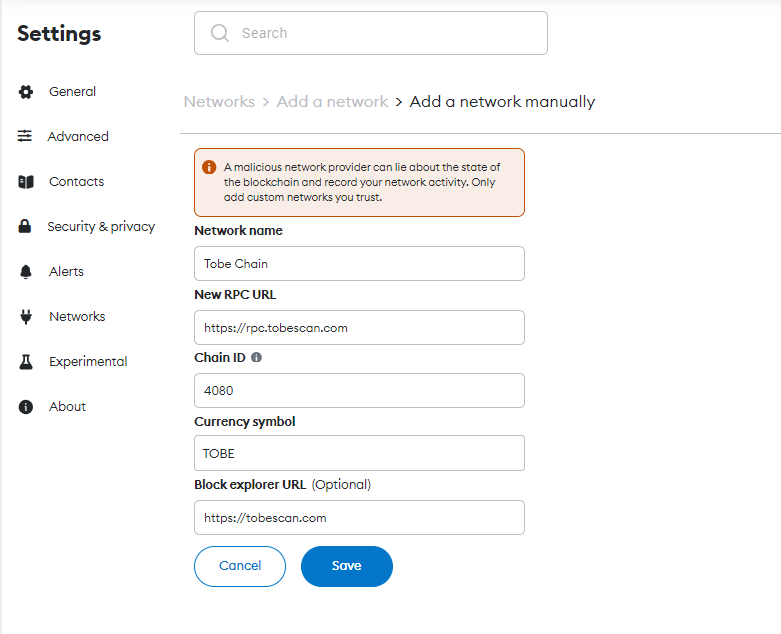 Settings
Search
General
Advanced
Contacts
Security & privacy
Alerts
Networks
Experimental
About
Networks > Add a network > Add a network manually
A malicious network provider can lie about the state of
the blockchain and record your network activity. Only
add custom networks you trust.
Network name
Tobe Chain
New RPC URL
https://rpc.tobescan.com
Chain ID
4080
Currency symbol
TOBE
Block explorer URL (Optional)
https://tobescan.com
Cancel
Save